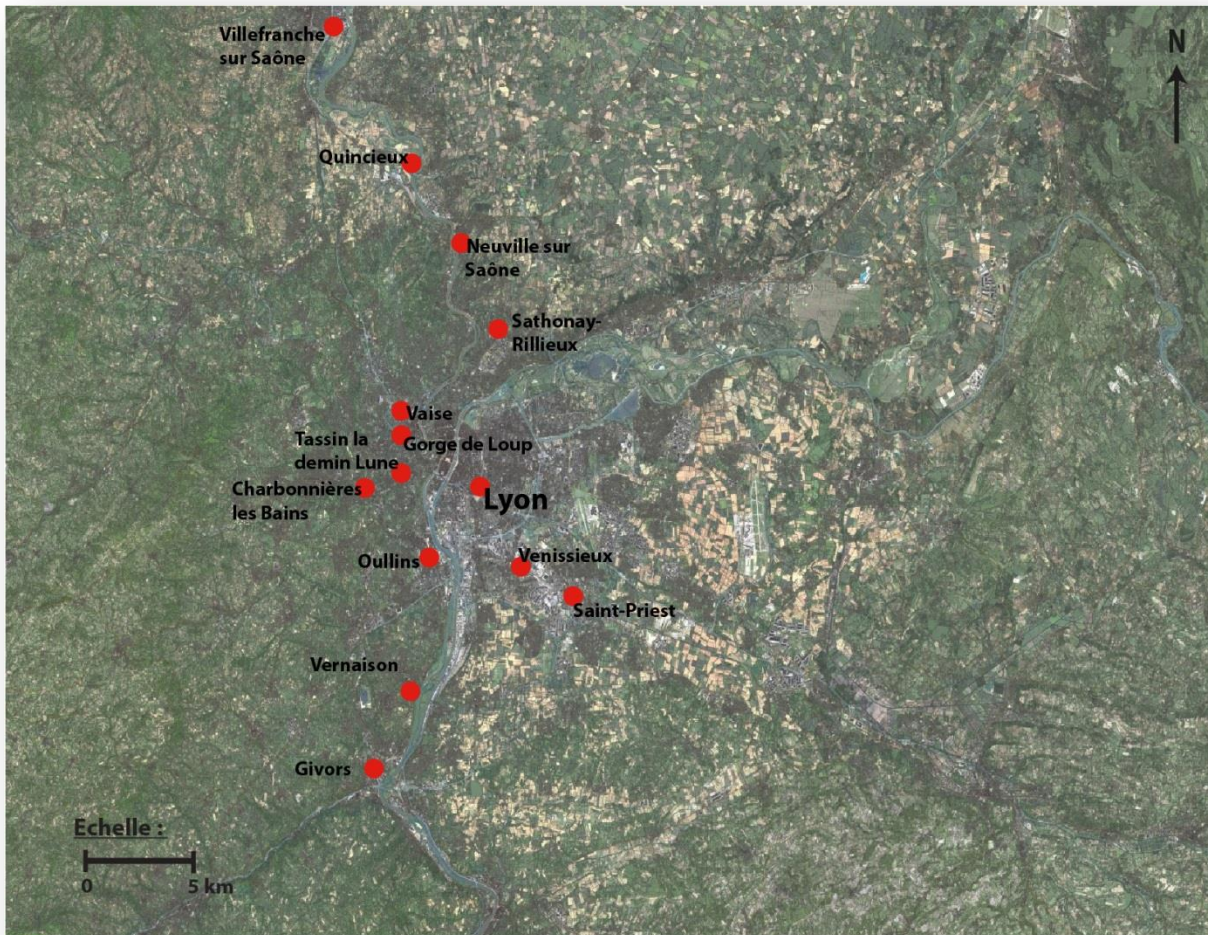 Villefranche
sur Saône
N
Quincieux
Neuville sur
Saône
Sathonay-
Rillieux
Vaise
Tassin la
demin Lune
Gorge de Loup
Charbonnières
les Bains
Lyon
Oullins
Venissieux
Saint-Priest
Vernaison
Givors
Echelle :
0
5 km